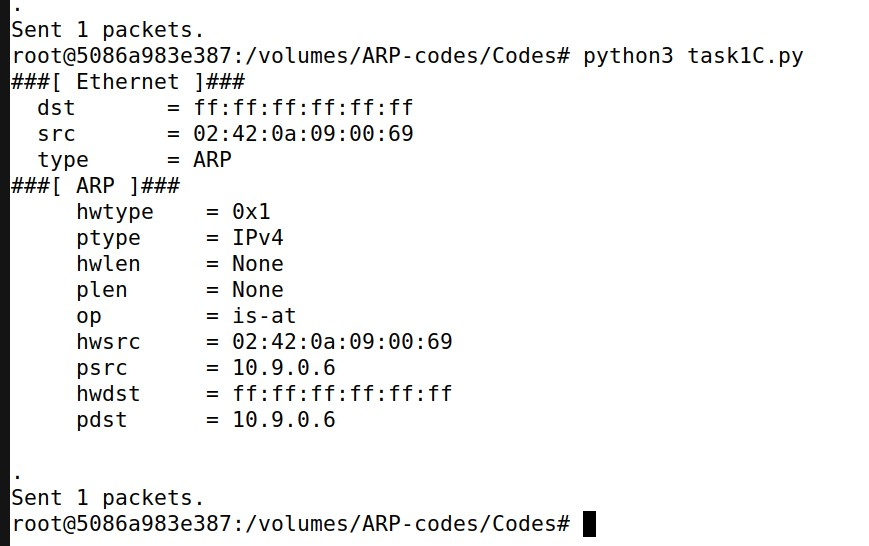 .
Sent 1 packets.
root@5086a983e387:/volumes/ARP-codes/Codes# python3 task1C.py
###[ Ethernet ]###
  dst       = ff:ff:ff:ff:ff:ff
  src       = 02:42:0a:09:00:69
  type      = ARP
###[ ARP ]###
     hwtype    = 0x1
     ptype     = IPv4
     hwlen     = None
     plen      = None
     op        = is-at
     hwsrc     = 02:42:0a:09:00:69
     psrc      = 10.9.0.6
     hwdst     = ff:ff:ff:ff:ff:ff
     pdst      = 10.9.0.6

.
Sent 1 packets.
root@5086a983e387:/volumes/ARP-codes/Codes#